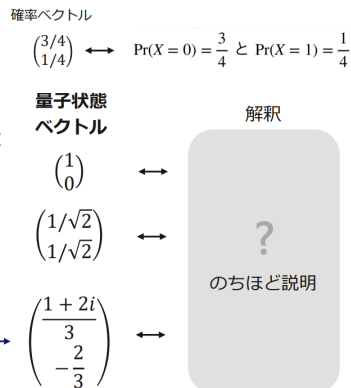 確率ベクトル
(3/4
1/4) ↔ Pr(X = 0) = 3/4 と Pr(X = 1) = 1/4
量子状態
ベクトル
解釈
(1
0) ↔
(1/√2
1/√2) ↔
?
のちほど説明
((1 + 2i)/3
−2/3) ↔